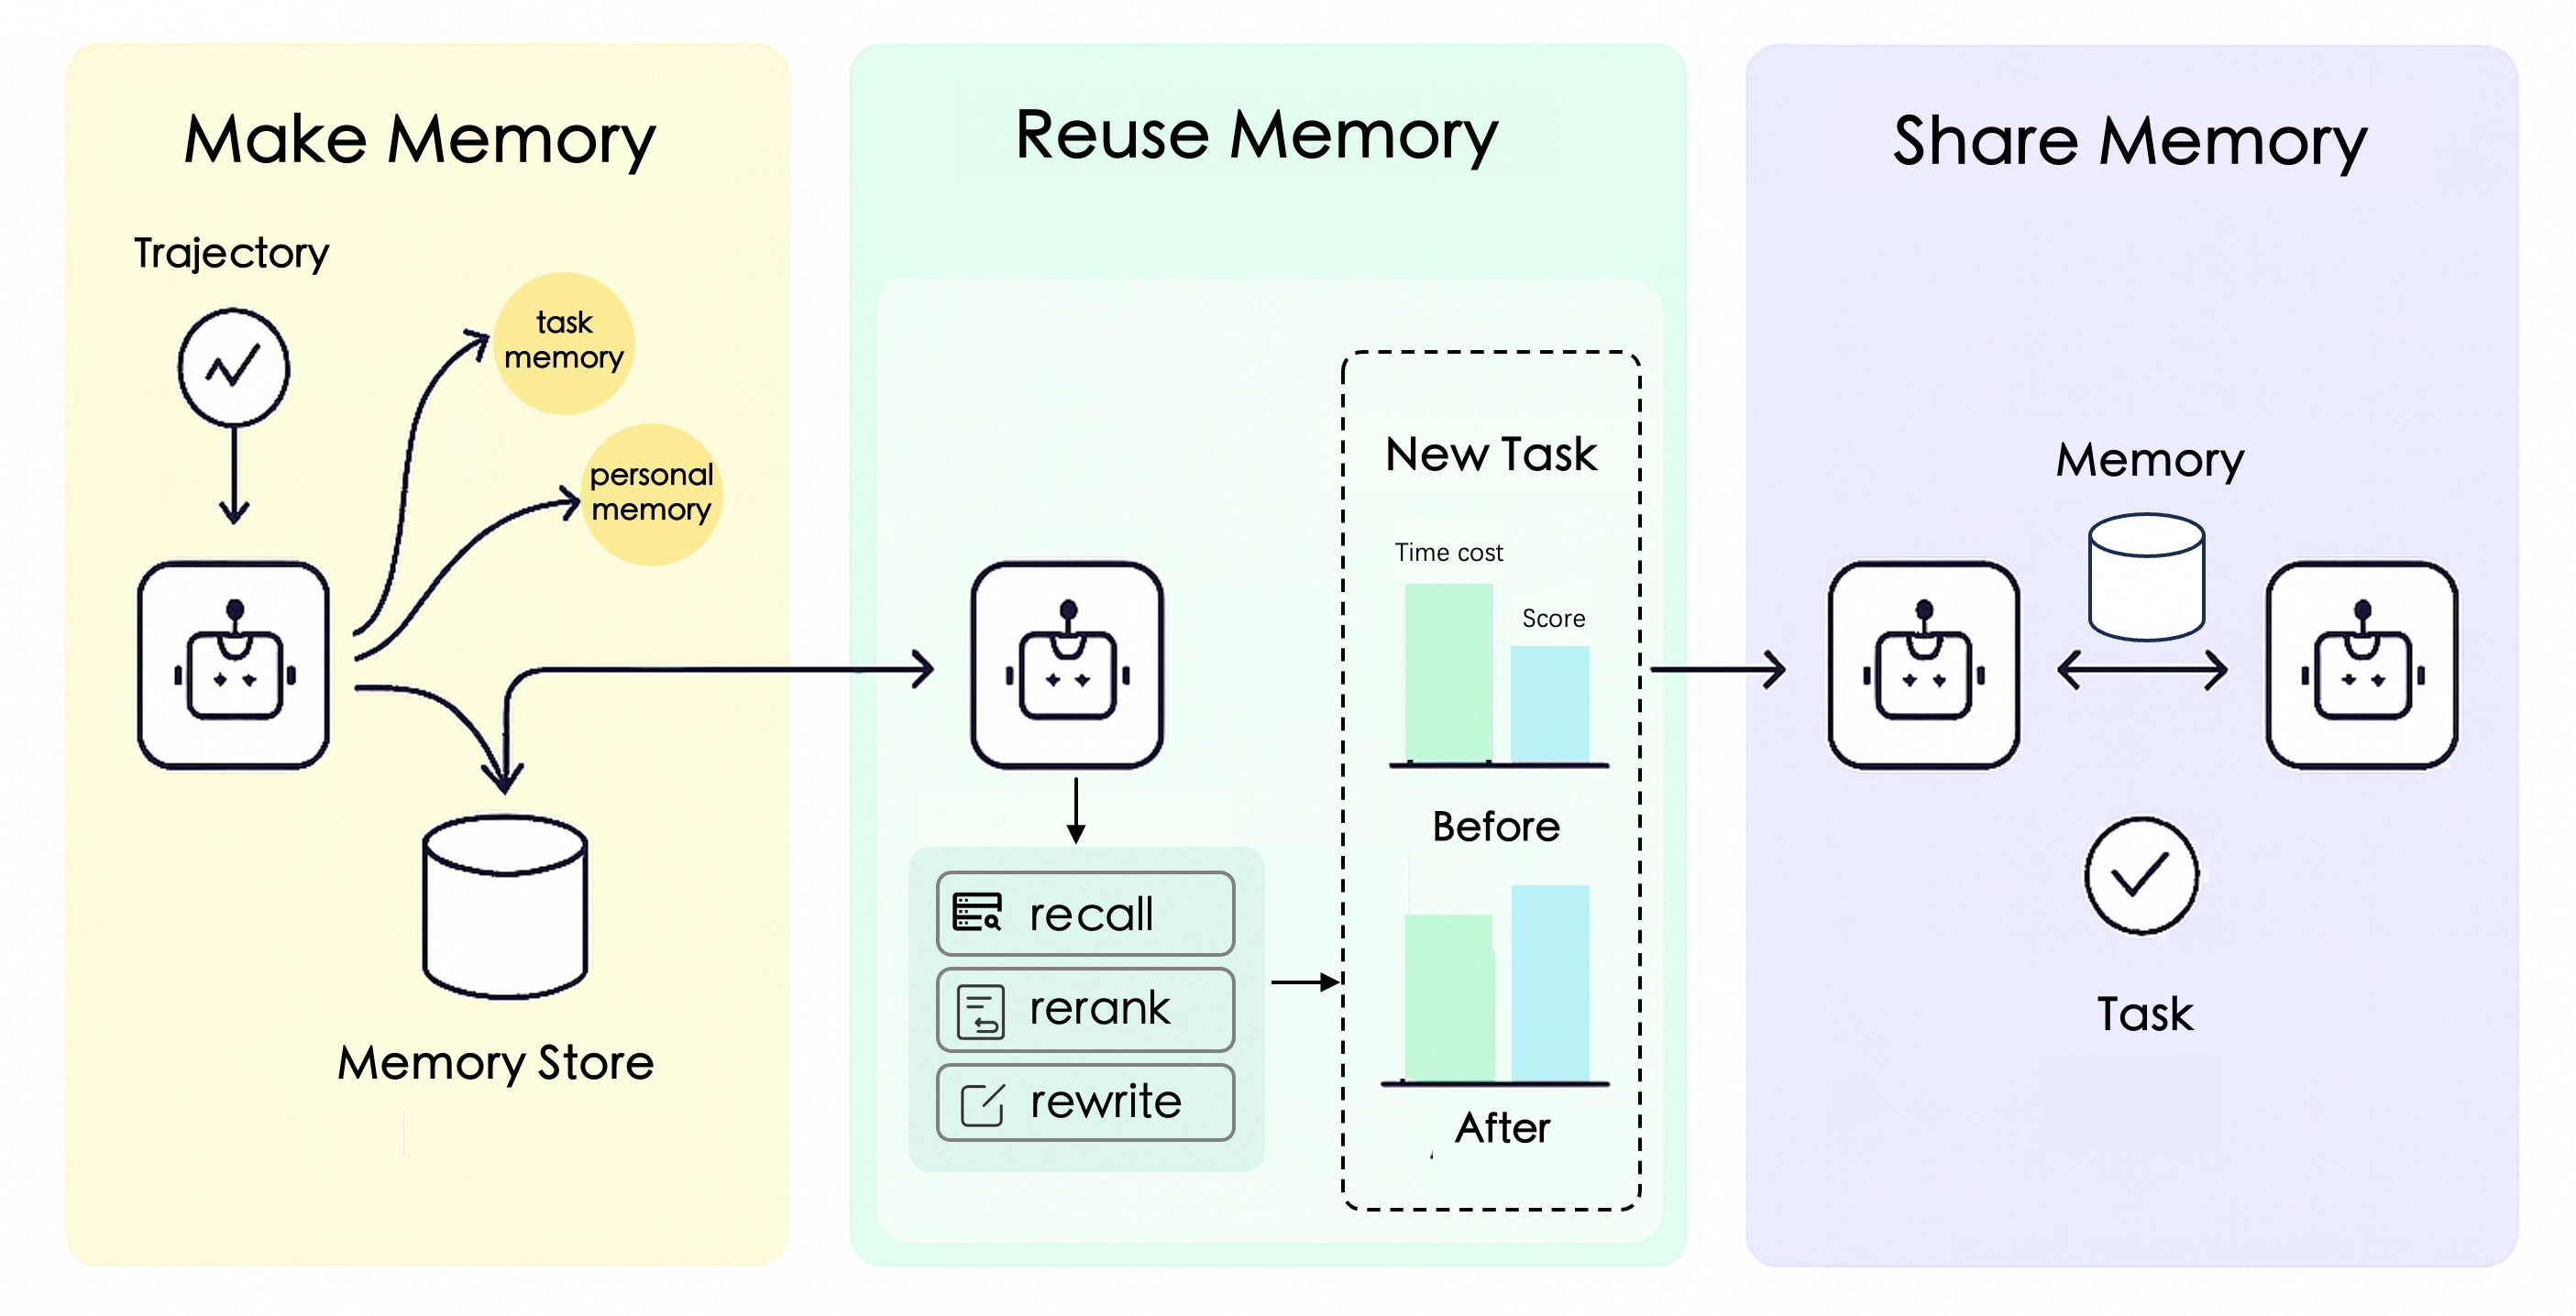 Make Memory
Trajectory
task
memory
personal
memory
Memory Store
Reuse Memory
recall
rerank
rewrite
New Task
Time cost
Score
Before
After
Share Memory
Memory
Task